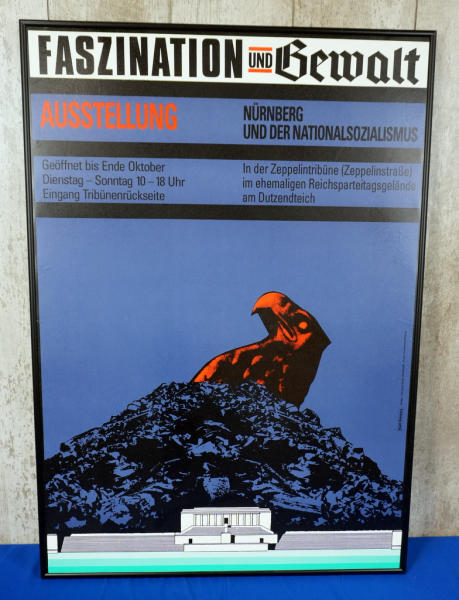 FASZINATION UND Gewalt
AUSSTELLUNG
NÜRNBERG
UND DER NATIONALSOZIALISMUS
Geöffnet bis Ende Oktober
Dienstag – Sonntag 10 – 18 Uhr
Eingang Tribünenrückseite
In der Zeppelintribüne (Zeppelinstraße)
im ehemaligen Reichsparteitagsgelände
am Dutzendteich